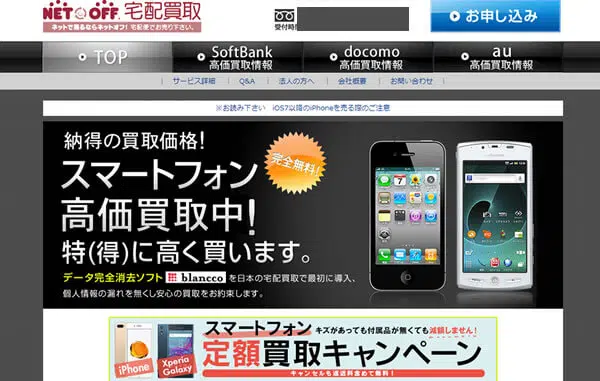 NET OFF 宅配買取
ネットで売るならネットオフ！宅配便でお売り下さい。
受付時間
お申し込み
TOP
SoftBank
高価買取情報
docomo
高価買取情報
au
高価買取情報
サービス詳細 | Q&A | 法人の方へ | 会社概要 | お問い合わせ
※お読み下さい　iOS7以降のiPhoneを売る際のご注意
納得の買取価格！
完全無料！
スマートフォン
高価買取中！
特(得)に高く買います。
データ完全消去ソフト blancco を日本の宅配買取で最初に導入、
個人情報の漏れを無くし安心の買取をお約束します。
スマートフォン キズがあっても付属品が無くても減額しません！
定額買取キャンペーン
iPhone
Xperia
Galaxy
キャンセルも返送料含めて無料！